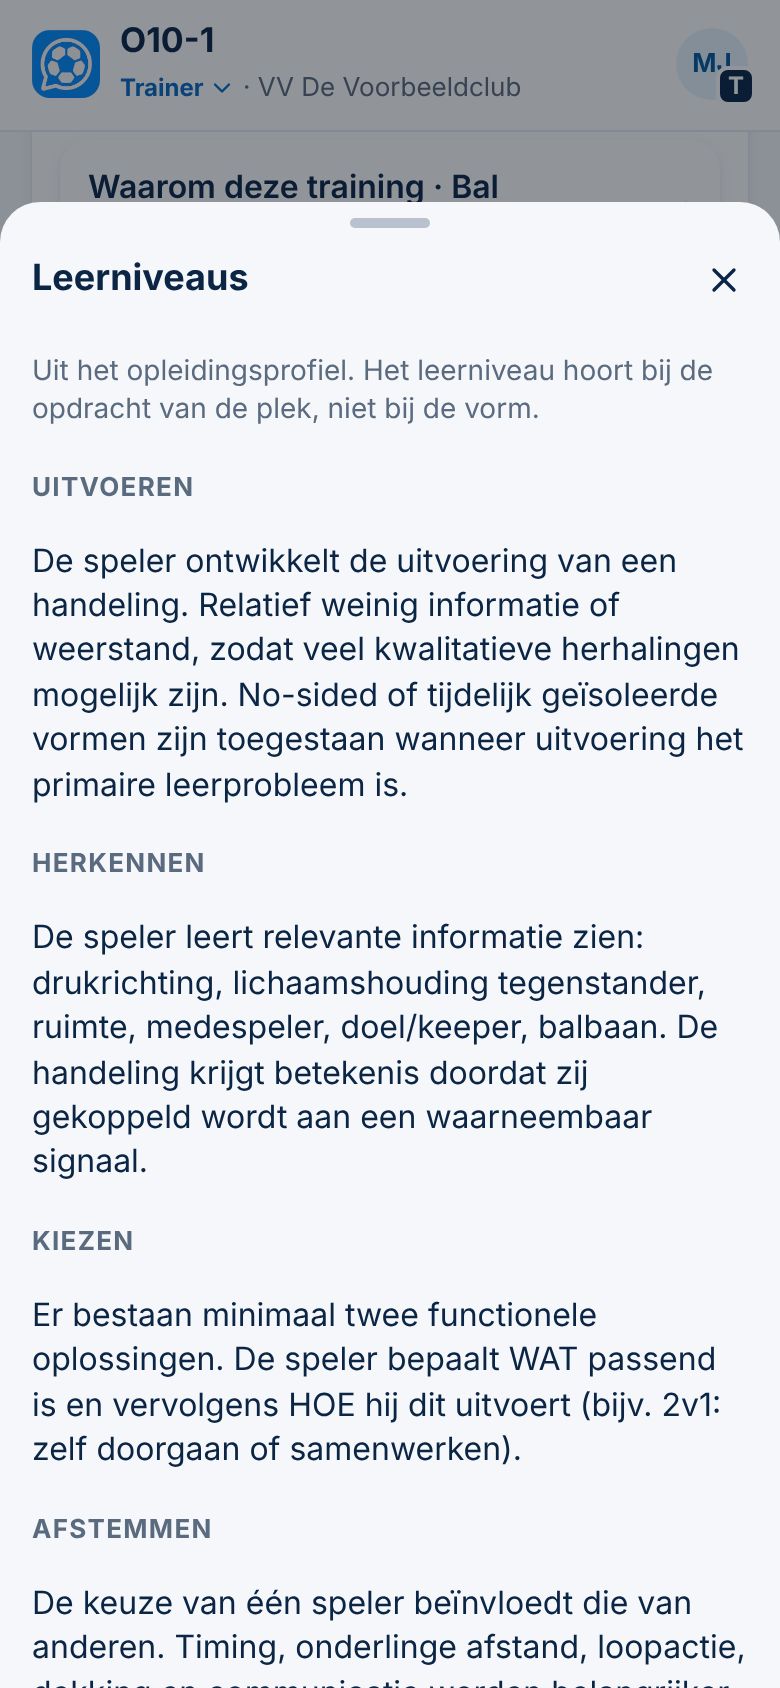 O10-1
Trainer · VV De Voorbeeldclub
T
Waarom deze training · Bal
Leerniveaus
Uit het opleidingsprofiel. Het leerniveau hoort bij de
opdracht van de plek, niet bij de vorm.
UITVOEREN
De speler ontwikkelt de uitvoering van een
handeling. Relatief weinig informatie of
weerstand, zodat veel kwalitatieve herhalingen
mogelijk zijn. No-sided of tijdelijk geïsoleerde
vormen zijn toegestaan wanneer uitvoering het
primaire leerprobleem is.
HERKENNEN
De speler leert relevante informatie zien:
drukrichting, lichaamshouding tegenstander,
ruimte, medespeler, doel/keeper, balbaan. De
handeling krijgt betekenis doordat zij
gekoppeld wordt aan een waarneembaar
signaal.
KIEZEN
Er bestaan minimaal twee functionele
oplossingen. De speler bepaalt WAT passend
is en vervolgens HOE hij dit uitvoert (bijv. 2v1:
zelf doorgaan of samenwerken).
AFSTEMMEN
De keuze van één speler beïnvloedt die van
anderen. Timing, onderlinge afstand, loopactie,
dekking en communicatie worden belangrijker